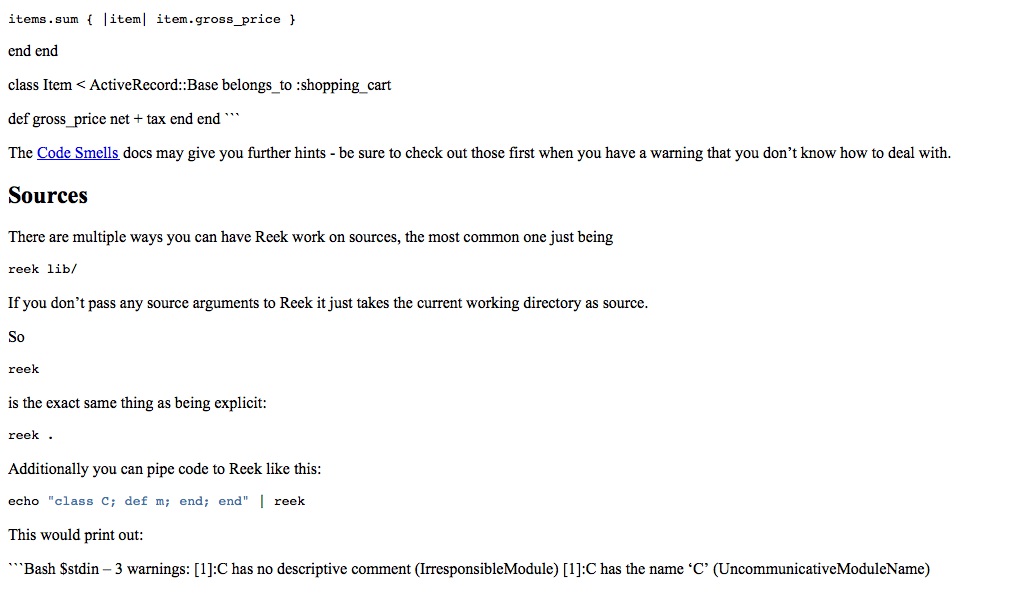 items.sum { |item| item.gross_price }
end end
class Item < ActiveRecord::Base belongs_to :shopping_cart
def gross_price net + tax end end ```
The Code Smells docs may give you further hints - be sure to check out those first when you have a warning that you don’t know how to deal with.
Sources
There are multiple ways you can have Reek work on sources, the most common one just being
reek lib/
If you don’t pass any source arguments to Reek it just takes the current working directory as source.
So
reek
is the exact same thing as being explicit:
reek .
Additionally you can pipe code to Reek like this:
echo "class C; def m; end; end" | reek
This would print out:
```Bash $stdin – 3 warnings: [1]:C has no descriptive comment (IrresponsibleModule) [1]:C has the name ‘C’ (UncommunicativeModuleName)